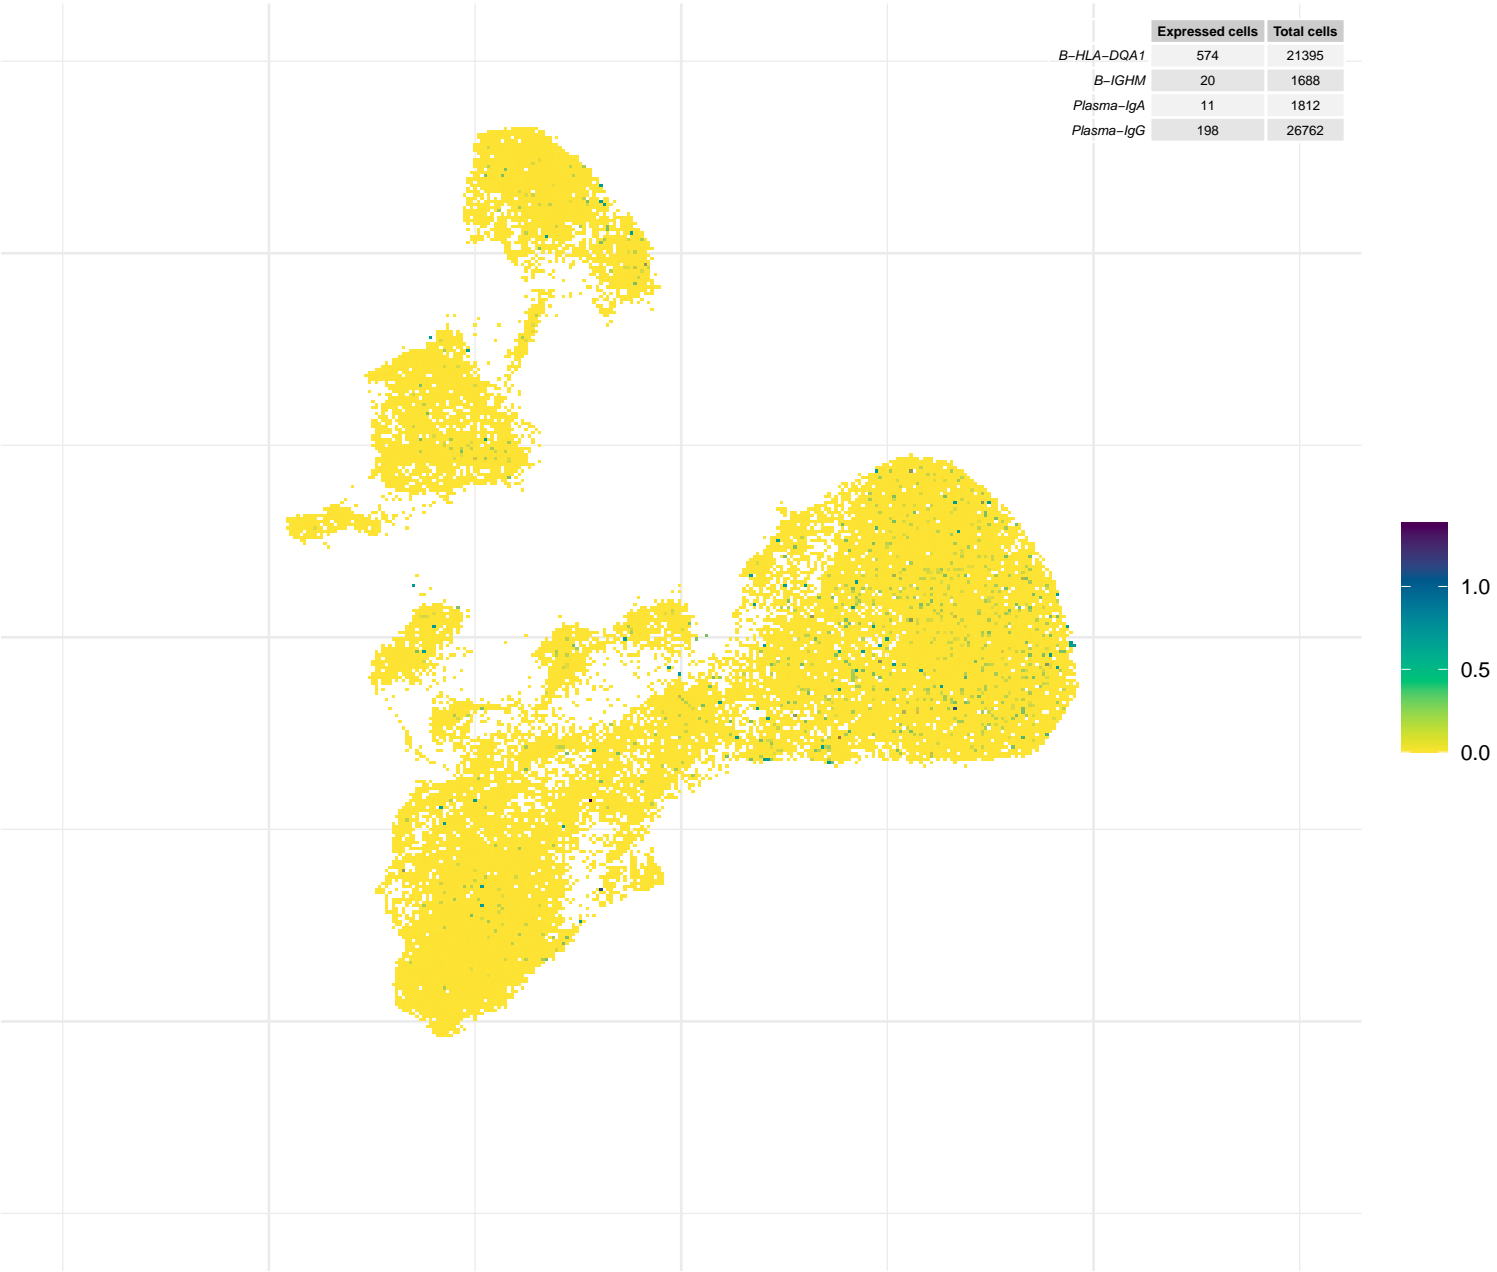 Expressed cells Total cells
B−HLA−DQA1 574 21395
B−IGHM 20 1688
Plasma−IgA 11 1812
Plasma−IgG 198 26762
1.0
0.5
0.0